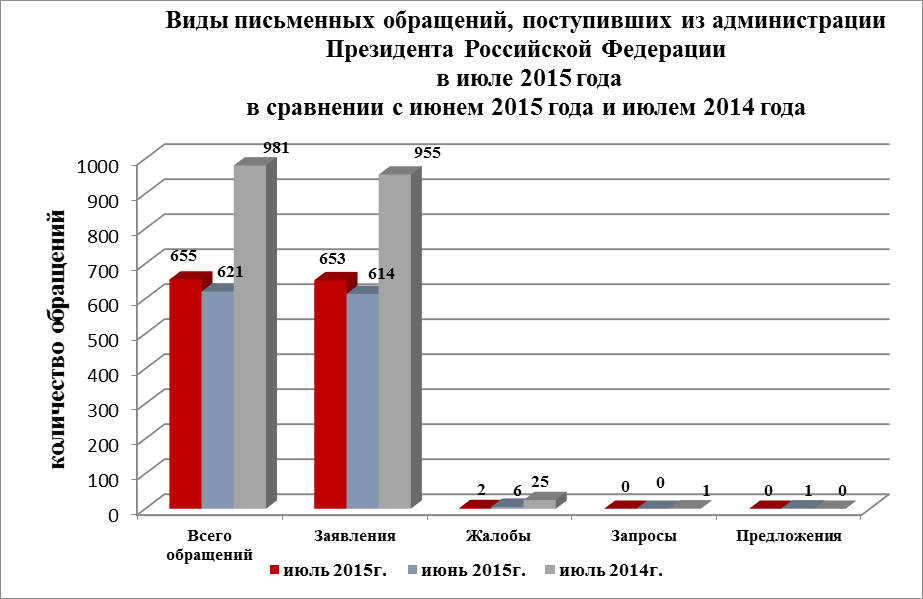 Виды письменных обращений, поступивших из администрации
Президента Российской Федерации
в июле 2015 года
в сравнении с июнем 2015 года и июлем 2014 года
количество обращений
1000
900
800
700
600
500
400
300
200
100
0
655
621
981
653
614
955
2
6
25
0
0
1
0
1
0
Всего
обращений
Заявления
Жалобы
Запросы
Предложения
июль 2015г.
июнь 2015г.
июль 2014г.